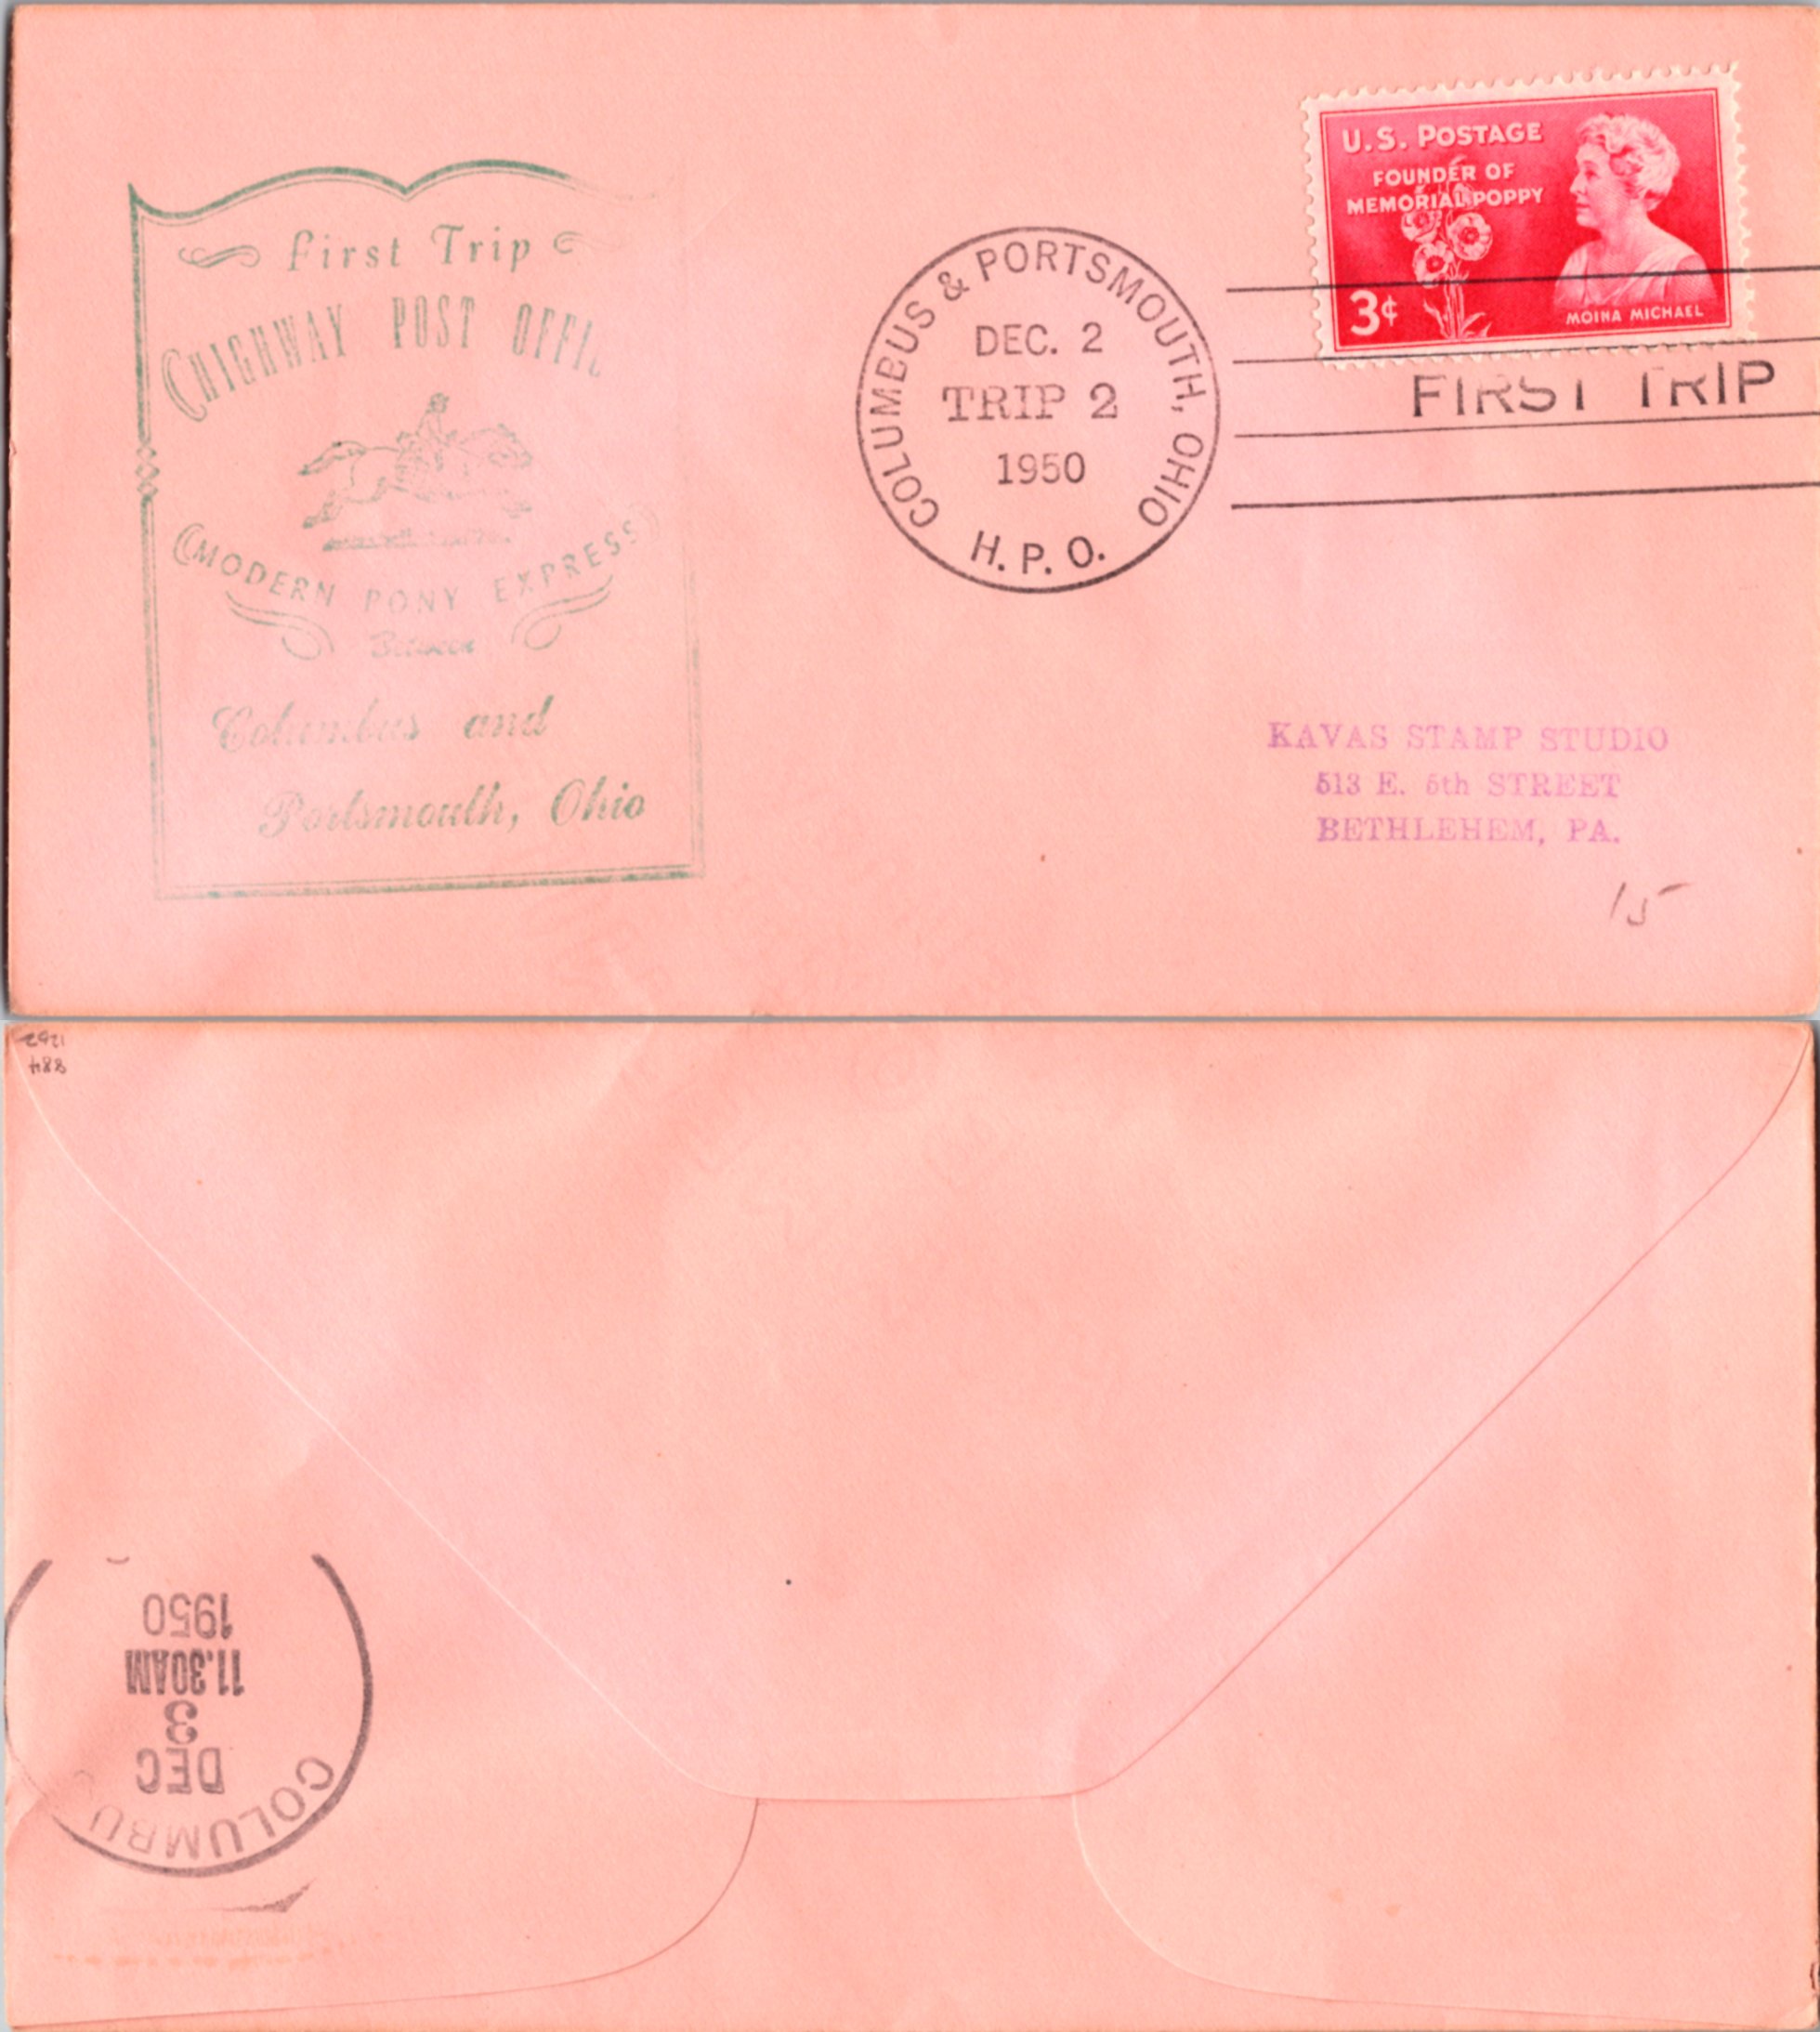 First Trip
HIGHWAY POST OFFIC
MODERN PONY EXPRESS
Between
Columbus and
Portsmouth, Ohio
COLUMBUS & PORTSMOUTH, OHIO
DEC. 2
TRIP 2
1950
H. P. O.
U.S. POSTAGE
FOUNDER OF
MEMORIAL POPPY
3¢
MOINA MICHAEL
FIRST TRIP
KAVAS STAMP STUDIO
513 E. 5th STREET
BETHLEHEM, PA.
15
488
COLUMBU
DEC
3
11.30AM
1950